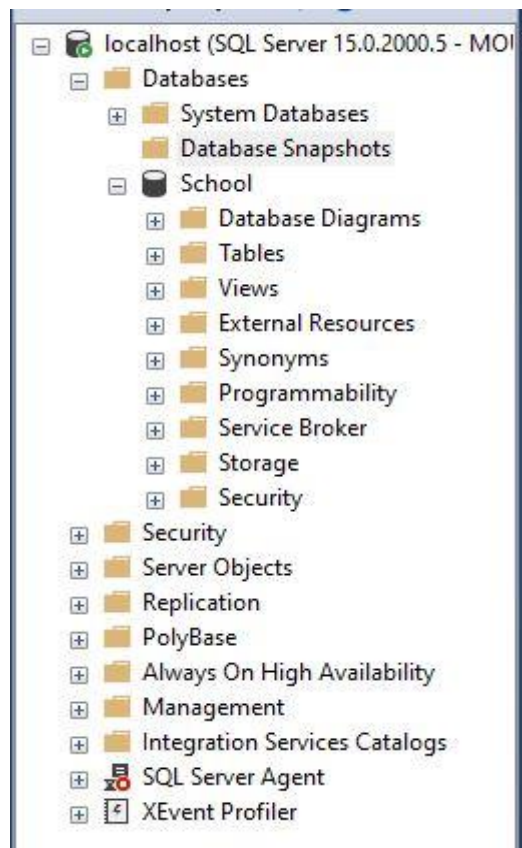 localhost (SQL Server 15.0.2000.5 - MO
Databases
System Databases
Database Snapshots
School
Database Diagrams
Tables
Views
External Resources
Synonyms
Programmability
Service Broker
Storage
Security
Security
Server Objects
Replication
PolyBase
Always On High Availability
Management
Integration Services Catalogs
SQL Server Agent
XEvent Profiler